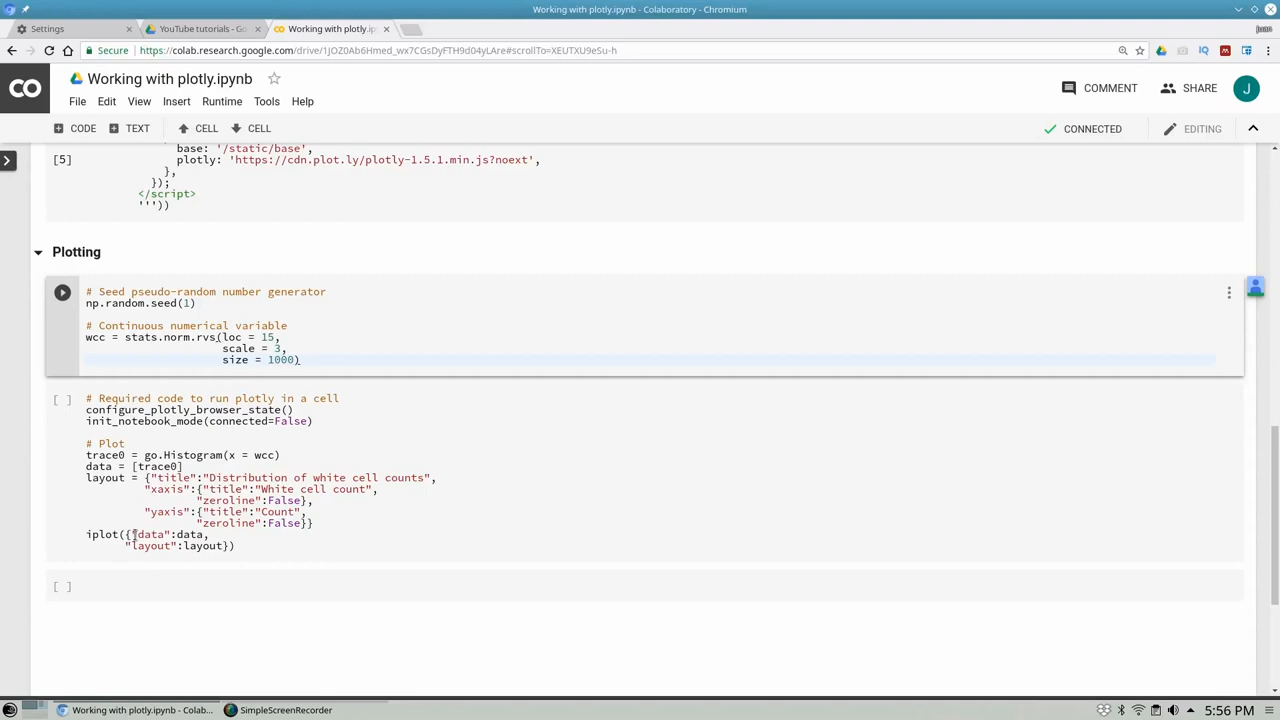 Working with plotly.ipynb - Colaboratory - Chromium
juan
Settings
YouTube tutorials - Go
Working with plotly.ip
Secure
https://colab.research.google.com/drive/1JOZ0Ab6Hmed_wx7CGsDyFTH9d04yLAre#scrollTo=XEUTXU9eSu-h
CO
Working with plotly.ipynb
COMMENT
SHARE
J
File Edit View Insert Runtime Tools Help
CODE TEXT CELL CELL
CONNECTED
EDITING
base: '/static/base',
[5] plotly: 'https://cdn.plot.ly/plotly-1.5.1.min.js?noext',
},
});
</script>
'''))
Plotting
# Seed pseudo-random number generator
np.random.seed(1)
# Continuous numerical variable
wcc = stats.norm.rvs(loc = 15,
scale = 3,
size = 1000)
[ ] # Required code to run plotly in a cell
configure_plotly_browser_state()
init_notebook_mode(connected=False)
# Plot
trace0 = go.Histogram(x = wcc)
data = [trace0]
layout = {"title":"Distribution of white cell counts",
"xaxis":{"title":"White cell count",
"zeroline":False},
"yaxis":{"title":"Count",
"zeroline":False}}
iplot({"data":data,
"layout":layout})
[ ]
Working with plotly.ipynb - Colab...
SimpleScreenRecorder
5:56 PM